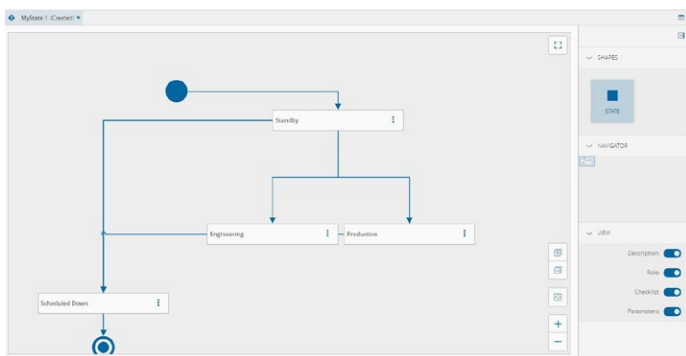 MyState.1 (Created)
SHAPES
Standby
STATE
NAVIGATOR
Engineering
Productive
VIEW
Description:
Role:
Checklist:
Parameters:
Scheduled Down